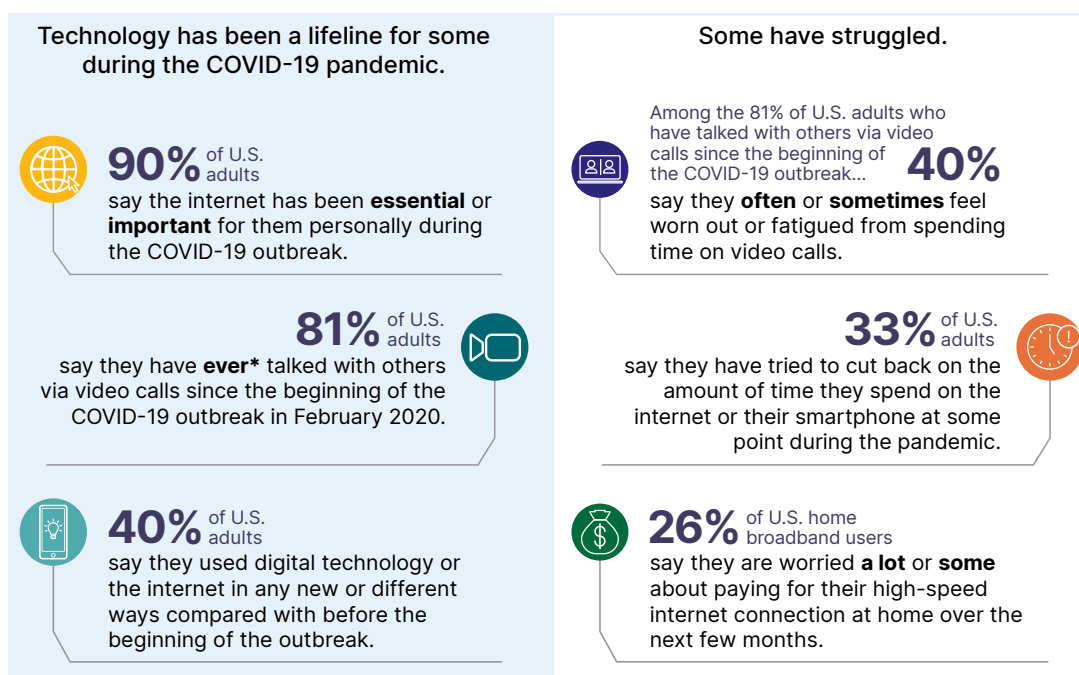 Technology has been a lifeline for some
during the COVID-19 pandemic.
90% of U.S.
adults
say the internet has been essential or
important for them personally during
the COVID-19 outbreak.
81% of U.S.
adults
say they have ever* talked with others
via video calls since the beginning of the
COVID-19 outbreak in February 2020.
40% of U.S.
adults
say they used digital technology or
the internet in any new or different
ways compared with before the
beginning of the outbreak.
Some have struggled.
Among the 81% of U.S. adults who
have talked with others via video
calls since the beginning of
the COVID-19 outbreak... 40%
say they often or sometimes feel
worn out or fatigued from spending
time on video calls.
33% of U.S.
adults
say they have tried to cut back on the
amount of time they spend on the
internet or their smartphone at some
point during the pandemic.
26% of U.S. home
broadband users
say they are worried a lot or some
about paying for their high-speed
internet connection at home over the
next few months.